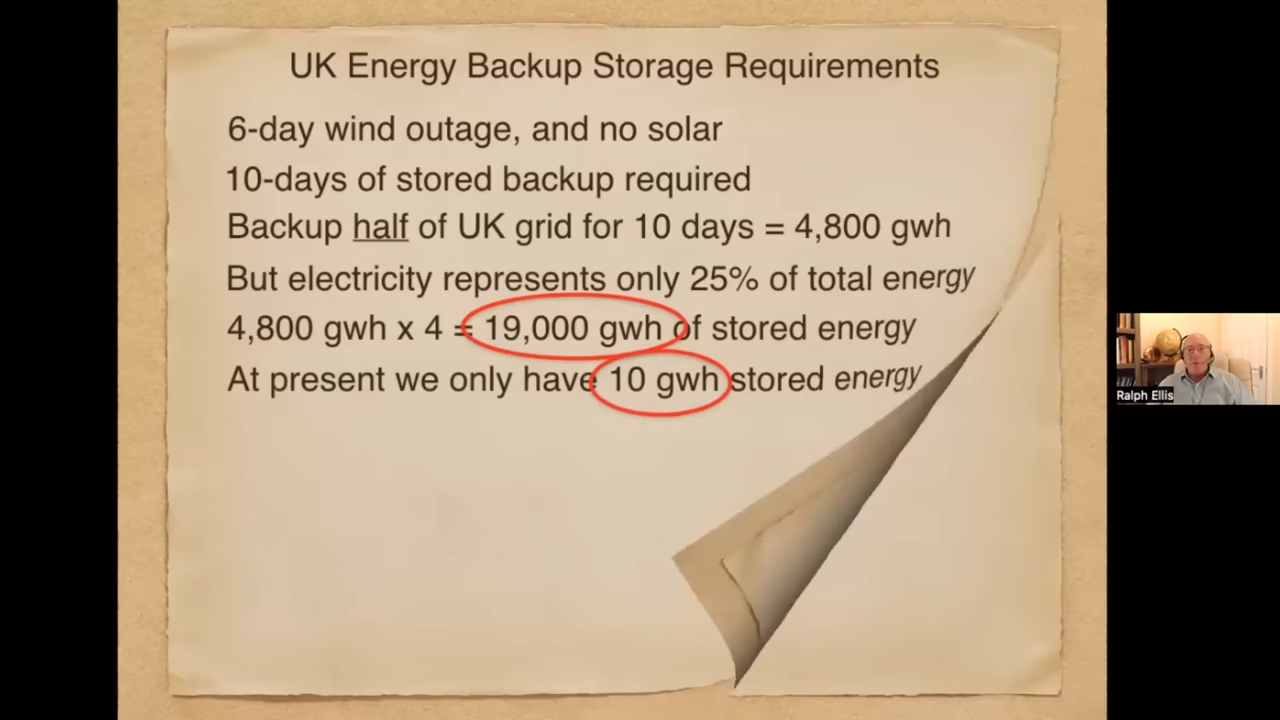 UK Energy Backup Storage Requirements
6-day wind outage, and no solar
10-days of stored backup required
Backup half of UK grid for 10 days = 4,800 gwh
But electricity represents only 25% of total energy
4,800 gwh x 4 = 19,000 gwh of stored energy
At present we only have 10 gwh stored energy
Ralph Ellis